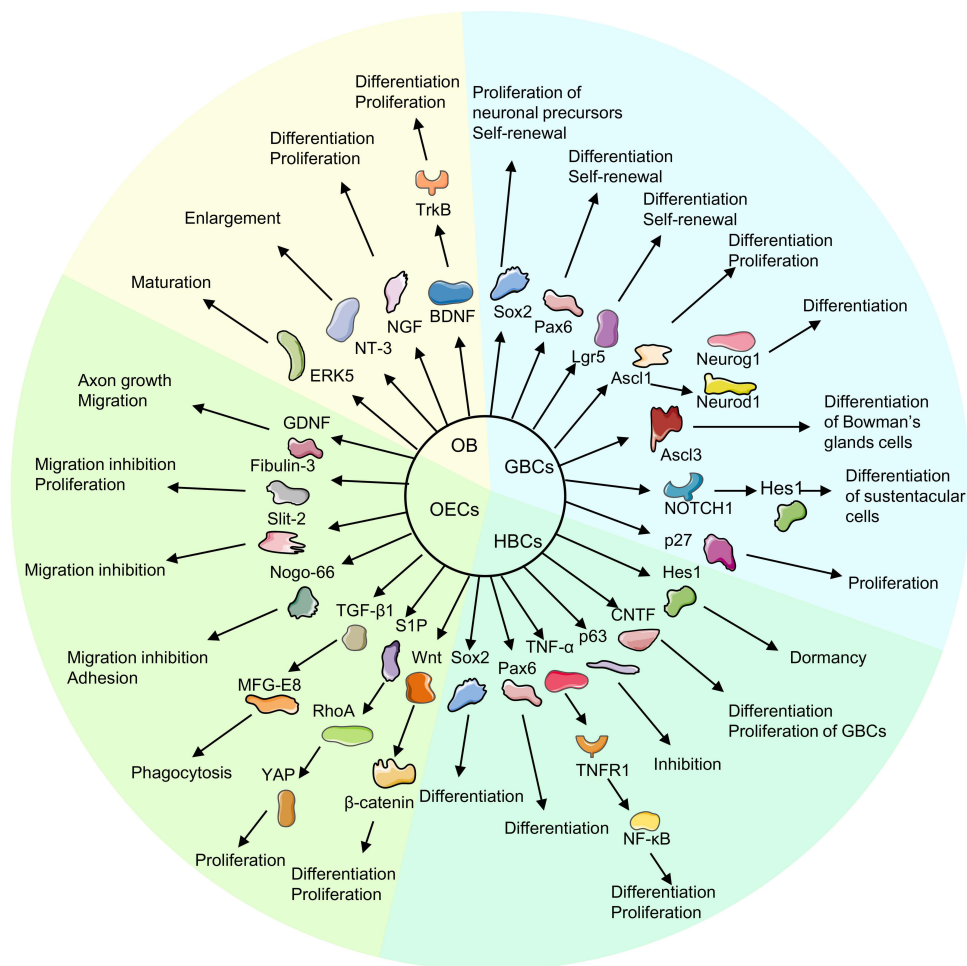 Differentiation
Proliferation
TrkB
BDNF
Differentiation
Proliferation
NGF
Enlargement
NT-3
Maturation
ERK5
OB
Proliferation of
neuronal precursors
Self-renewal
Sox2
Differentiation
Self-renewal
Pax6
Differentiation
Self-renewal
Lgr5
Differentiation
Proliferation
Ascl1
Differentiation
Neurog1
Neurod1
Differentiation
of Bowman’s
glands cells
Ascl3
GBCs
NOTCH1
Hes1
Differentiation
of sustentacular
cells
p27
Proliferation
HBCs
Hes1
Dormancy
CNTF
Differentiation
Proliferation of GBCs
p63
Inhibition
TNF-α
TNFR1
NF-κB
Differentiation
Proliferation
Pax6
Differentiation
Sox2
Differentiation
OECs
Axon growth
Migration
GDNF
Migration inhibition
Proliferation
Fibulin-3
Slit-2
Migration inhibition
Nogo-66
Migration inhibition
Adhesion
TGF-β1
MFG-E8
Phagocytosis
S1P
RhoA
YAP
Proliferation
Wnt
β-catenin
Differentiation
Proliferation